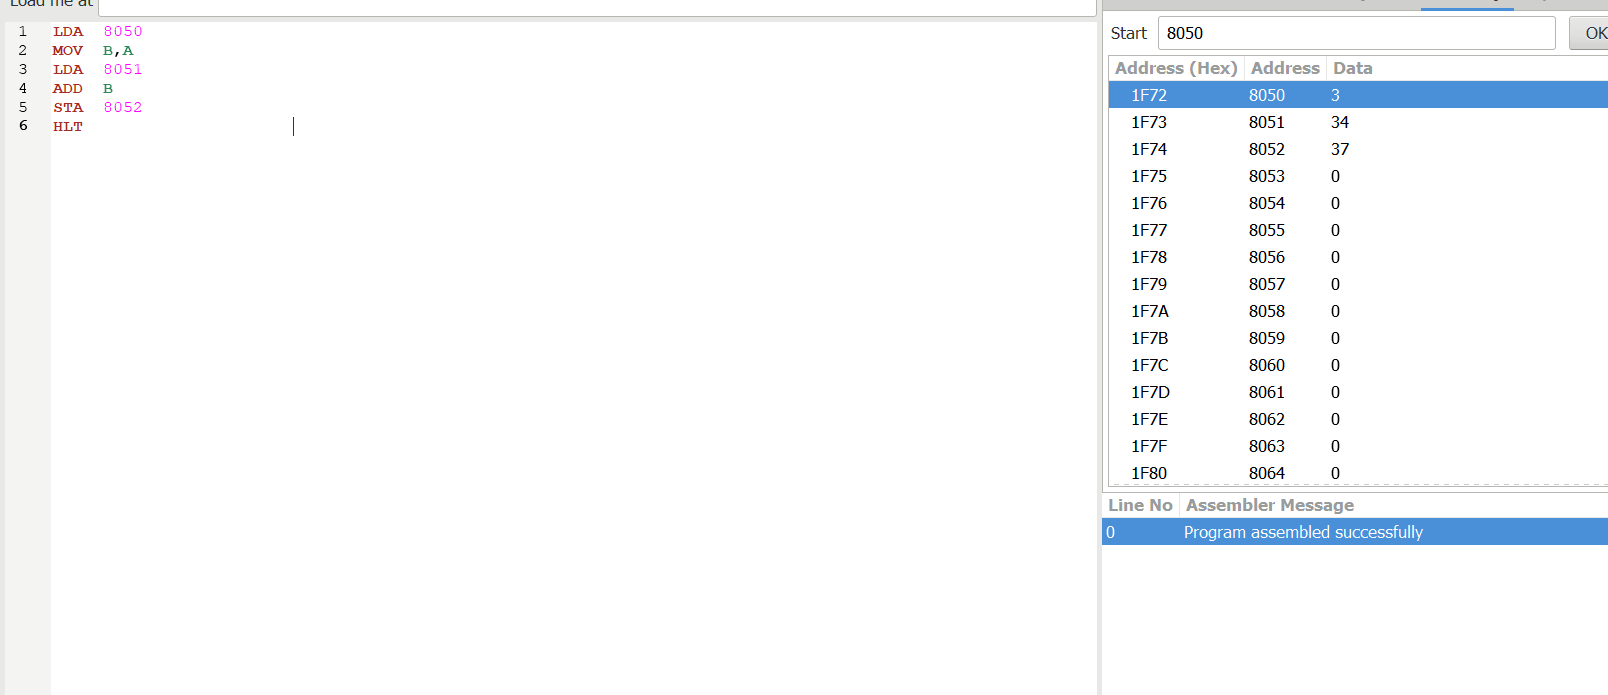 Load me at
1 LDA 8050
2 MOV B,A
3 LDA 8051
4 ADD B
5 STA 8052
6 HLT
Start 8050 OK
Address (Hex) Address Data
1F72 8050 3
1F73 8051 34
1F74 8052 37
1F75 8053 0
1F76 8054 0
1F77 8055 0
1F78 8056 0
1F79 8057 0
1F7A 8058 0
1F7B 8059 0
1F7C 8060 0
1F7D 8061 0
1F7E 8062 0
1F7F 8063 0
1F80 8064 0
Line No Assembler Message
0 Program assembled successfully